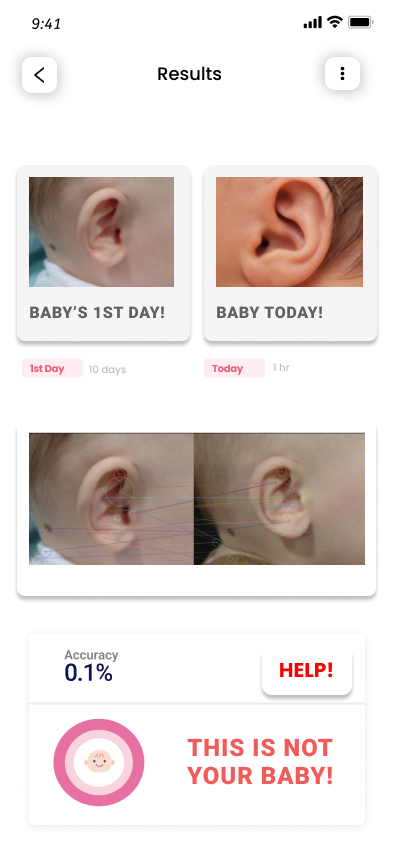 9:41
Results
BABY’S 1ST DAY!
BABY TODAY!
1st Day
10 days
Today
1 hr
Accuracy
0.1%
HELP!
THIS IS NOT
YOUR BABY!